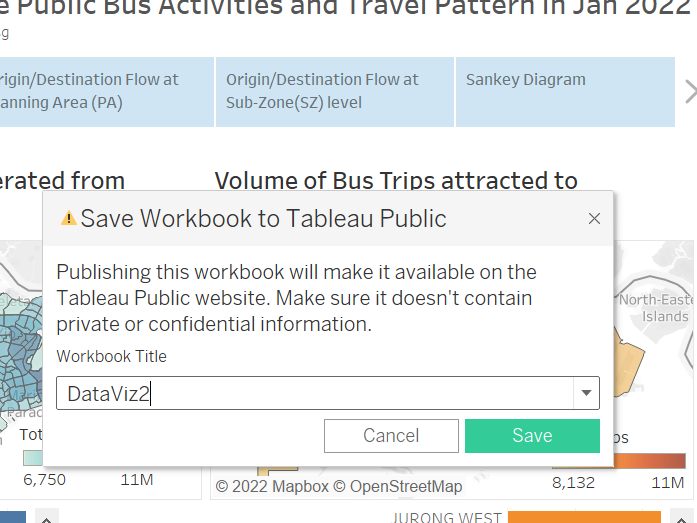 e Public Bus Activities and Travel Pattern in Jan 2022
g
rigin/Destination Flow at
anning Area (PA)
Origin/Destination Flow at
Sub-Zone(SZ) level
Sankey Diagram
erated from
Volume of Bus Trips attracted to
Save Workbook to Tableau Public
Publishing this workbook will make it available on the
Tableau Public website. Make sure it doesn't contain
private or confidential information.
Workbook Title
DataViz2
Cancel
Save
North-Easte
Islands
Parad
Tot
6,750
11M
ps
8,132
11M
© 2022 Mapbox © OpenStreetMap
JURONG WEST